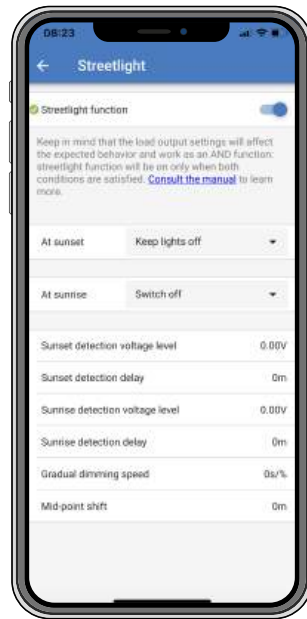 08:23
Streetlight
Streetlight function
Keep in mind that the load output settings will affect
the expected behavior and work as an AND function:
streetlight function will be on only when both
conditions are satisfied. Consult the manual to learn
more.
At sunset Keep lights off
At sunrise Switch off
Sunset detection voltage level 0.00V
Sunset detection delay 0m
Sunrise detection voltage level 0.00V
Sunrise detection delay 0m
Gradual dimming speed 0s/%
Mid-point shift 0m